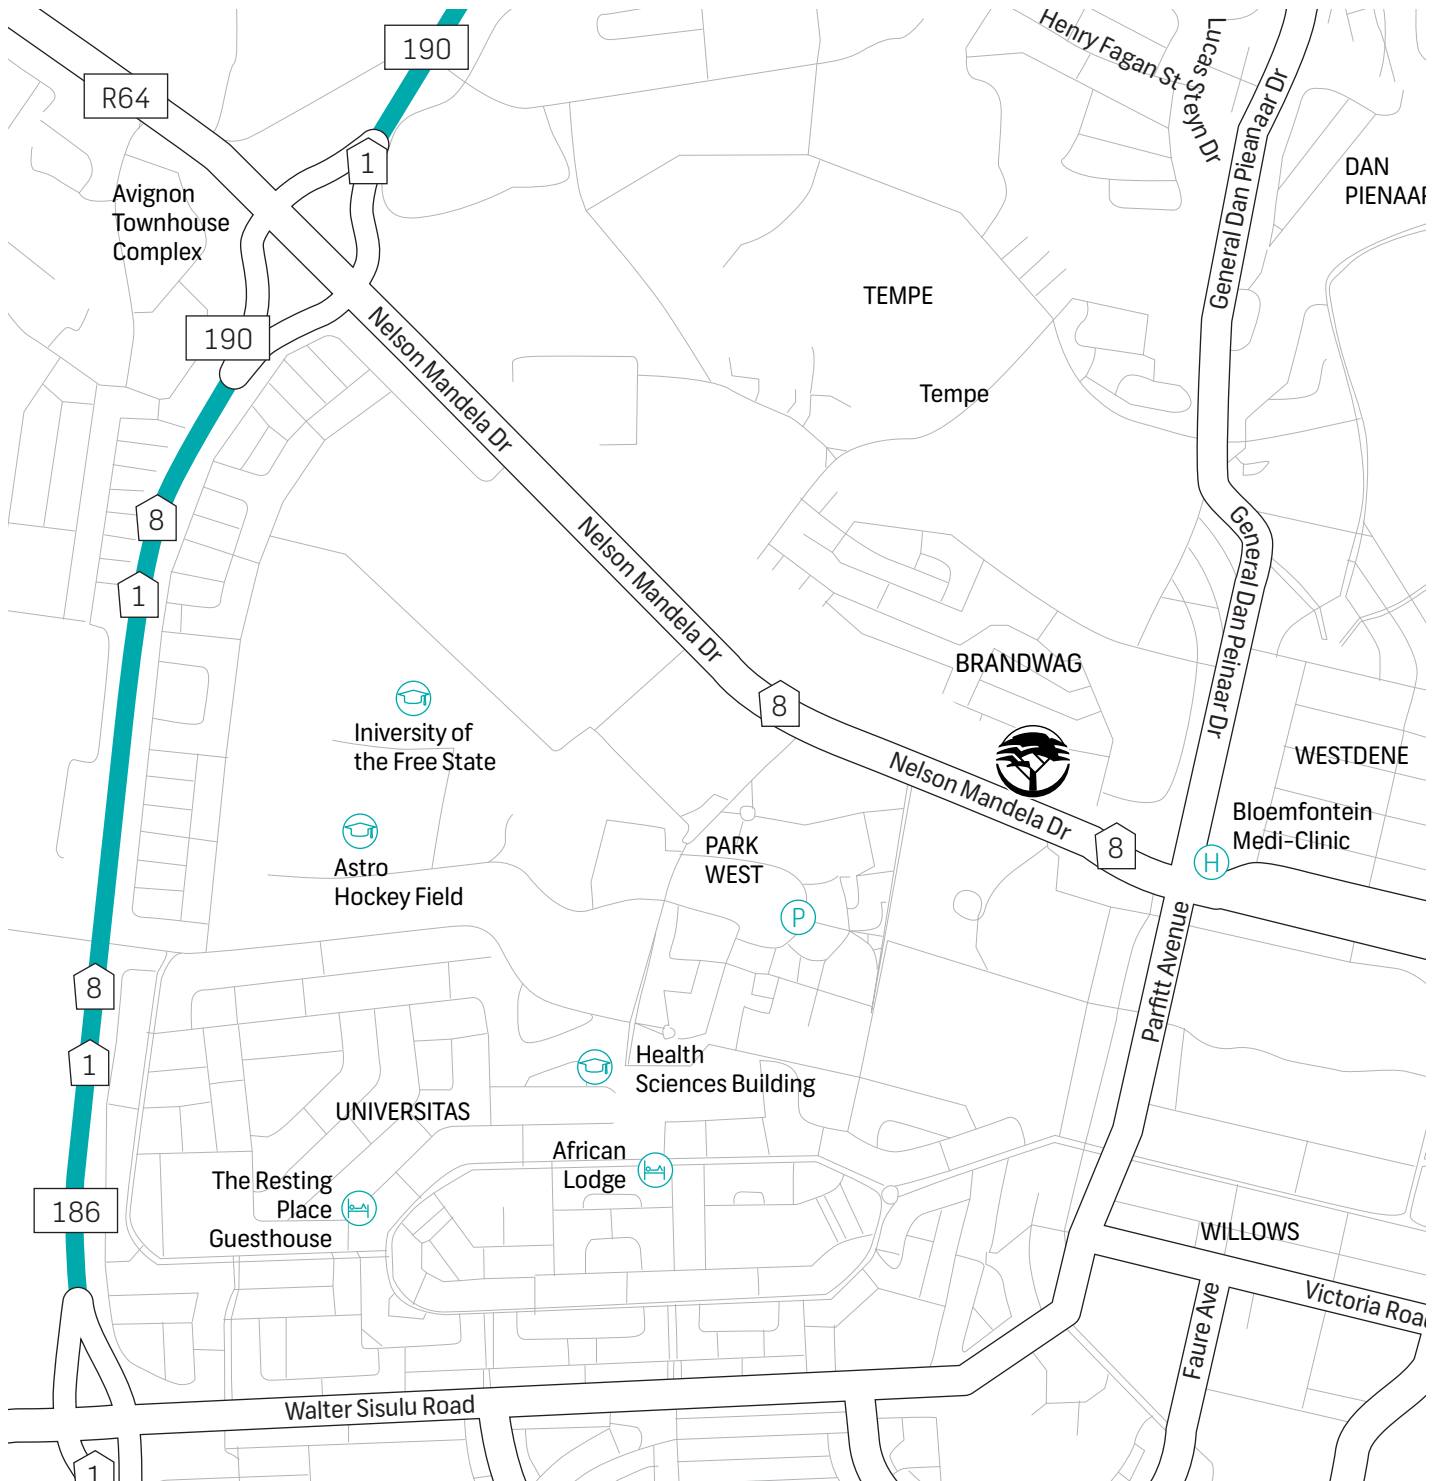 190
R64
1
Henry Fagan St
Lucas Steyn Dr
General Dan Pieanaar Dr
DAN
PIENAAR
Avignon
Townhouse
Complex
190
TEMPE
Tempe
Nelson Mandela Dr
8
1
Nelson Mandela Dr
General Dan Peinaar Dr
BRANDWAG
8
Iniversity of
the Free State
Nelson Mandela Dr
WESTDENE
Bloemfontein
Medi-Clinic
H
8
Astro
Hockey Field
PARK
WEST
P
Parfitt Avenue
8
1
Health
Sciences Building
UNIVERSITAS
African
Lodge
The Resting
Place
Guesthouse
186
WILLOWS
Victoria Roa
Faure Ave
Walter Sisulu Road
1